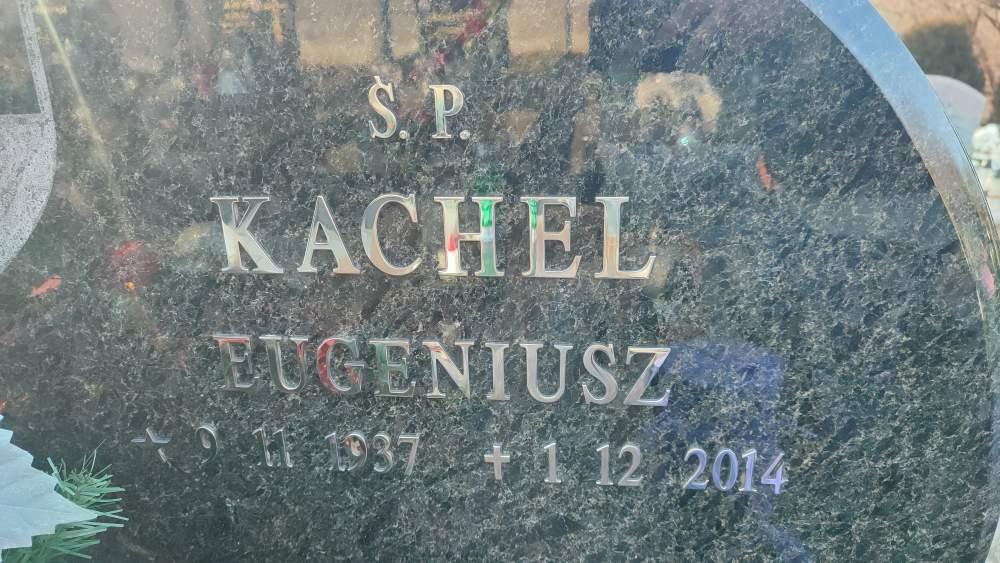 Ś. P.
KACHEL
EUGENIUSZ
★ 9 11 1937 ✝ 1 12 2014